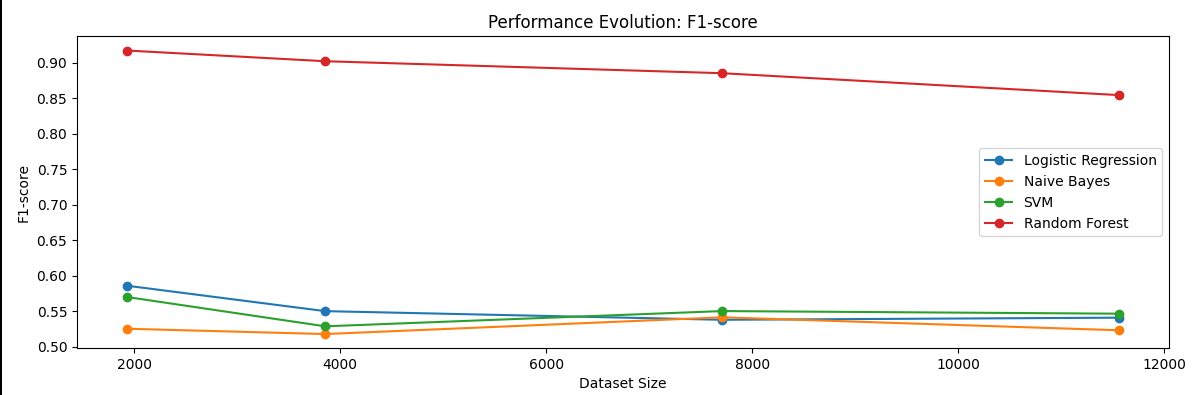 Performance Evolution: F1-score
0.90
0.85
0.80
0.75
0.70
0.65
0.60
0.55
0.50
F1-score
Logistic Regression
Naive Bayes
SVM
Random Forest
2000 4000 6000 8000 10000 12000
Dataset Size